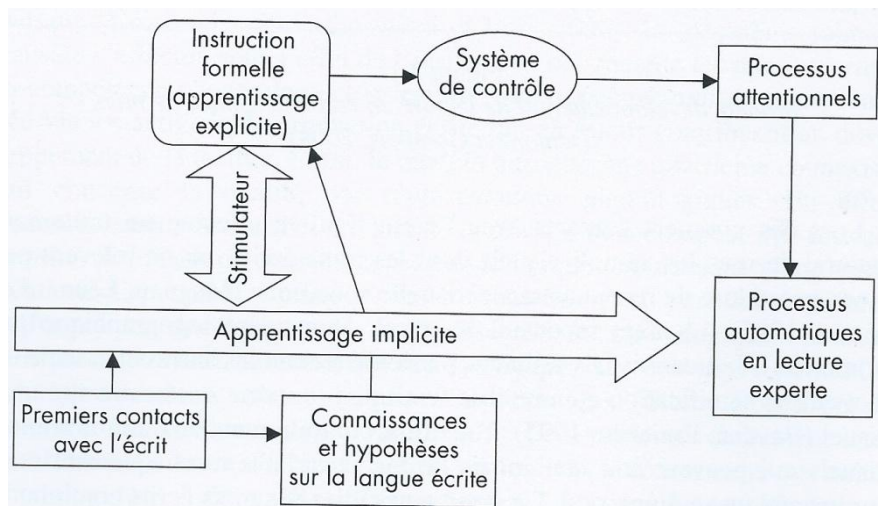 Instruction
formelle
(apprentissage
explicite)
Système
de contrôle
Processus
attentionnels
Stimulateur
Apprentissage implicite
Processus
automatiques
en lecture
experte
Premiers contacts
avec l'écrit
Connaissances
et hypothèses
sur la langue écrite